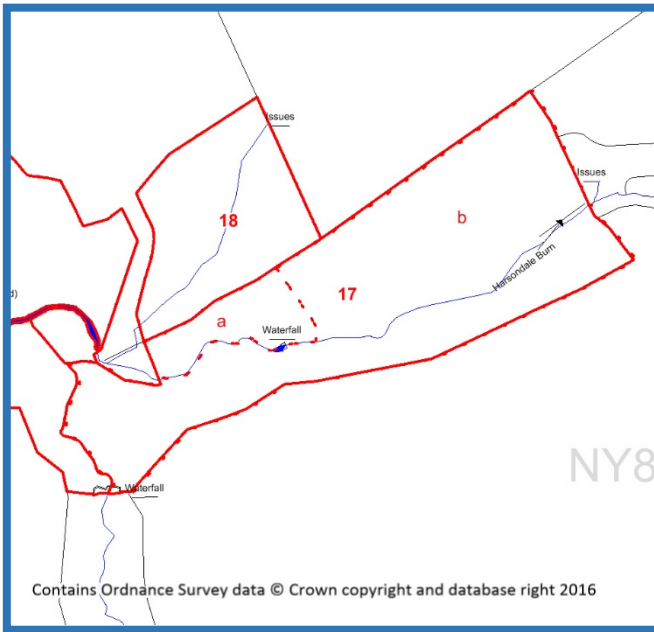 Issues
Issues
18
b
Harsondale Burn
17
d)
a
Waterfall
NY8
Waterfall
Contains Ordnance Survey data © Crown copyright and database right 2016